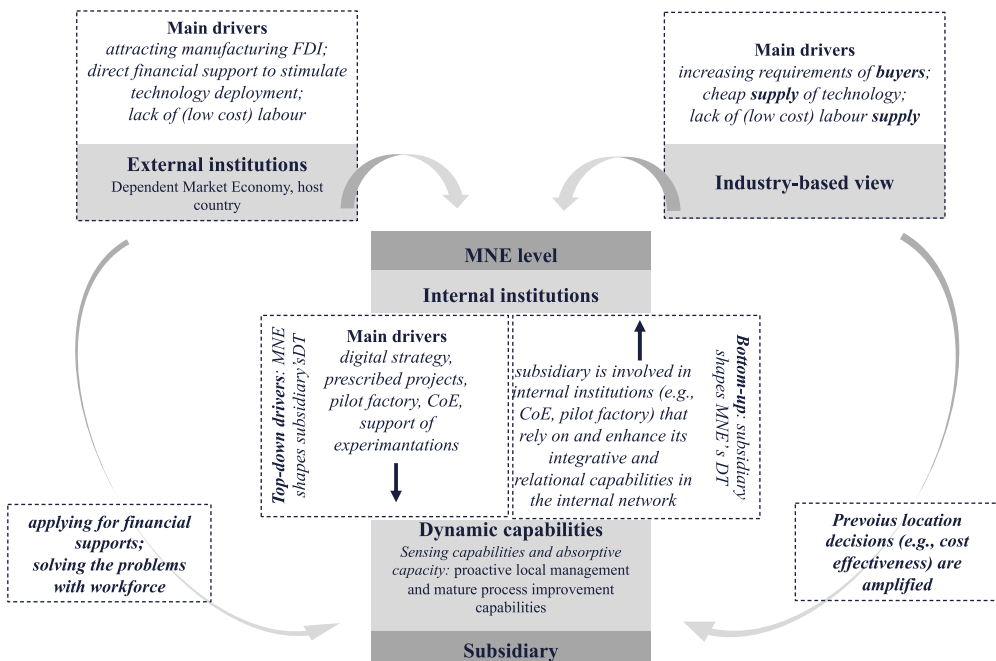 Main drivers
attracting manufacturing FDI;
direct financial support to stimulate
technology deployment;
lack of (low cost) labour
External institutions
Dependent Market Economy, host
country
Main drivers
increasing requirements of buyers;
cheap supply of technology;
lack of (low cost) labour supply
Industry-based view
MNE level
Internal institutions
Top-down drivers: MNE
shapes subsidiary'sDT
Main drivers
digital strategy,
prescribed projects,
pilot factory, CoE,
support of
experimantations
subsidiary is involved in
internal institutions (e.g.,
CoE, pilot factory) that
rely on and enhance its
integrative and
relational capabilities in
the internal network
Bottom-up: subsidiary
shapes MNE's DT
applying for financial
supports;
solving the problems
with workforce
Dynamic capabilities
Sensing capabilities and absorptive
capacity: proactive local management
and mature process improvement
capabilities
Subsidiary
Prevoius location
decisions (e.g., cost
effectiveness) are
amplified